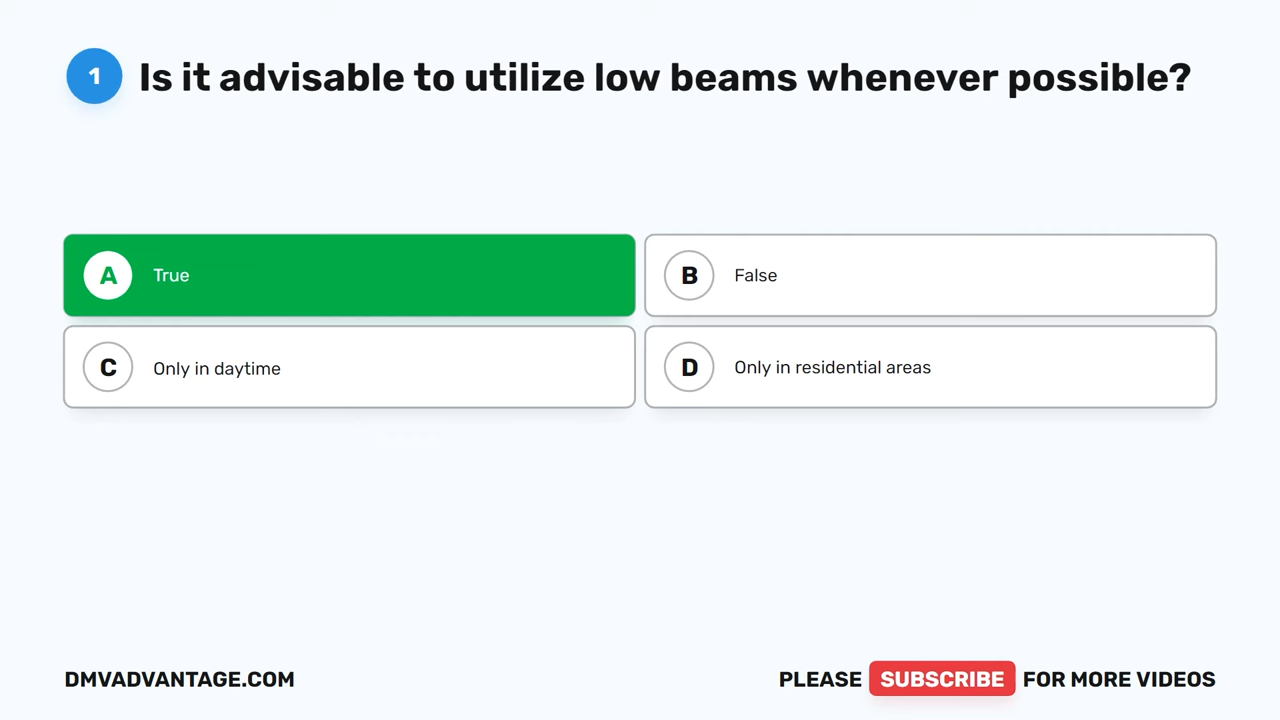 1 Is it advisable to utilize low beams whenever possible?
A True
B False
C Only in daytime
D Only in residential areas
DMVADVANTAGE.COM
PLEASE SUBSCRIBE FOR MORE VIDEOS